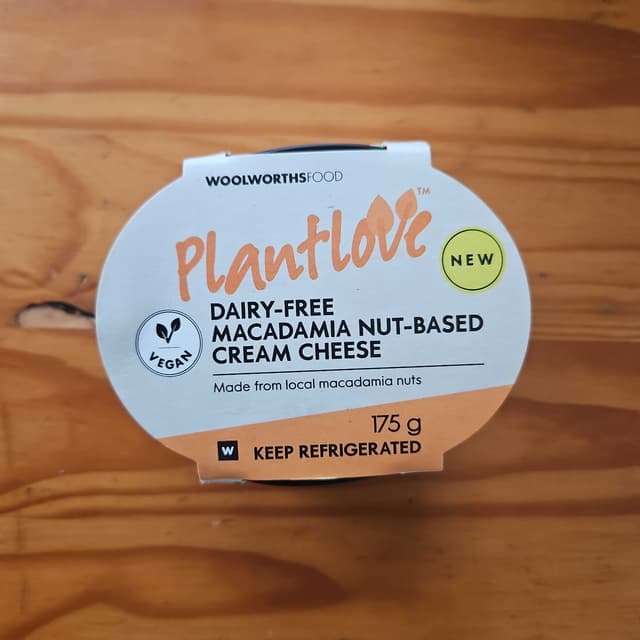 WOOLWORTHSFOOD
Plantlove™
NEW
DAIRY-FREE
MACADAMIA NUT-BASED
CREAM CHEESE
VEGAN
Made from local macadamia nuts
175 g
W
KEEP REFRIGERATED